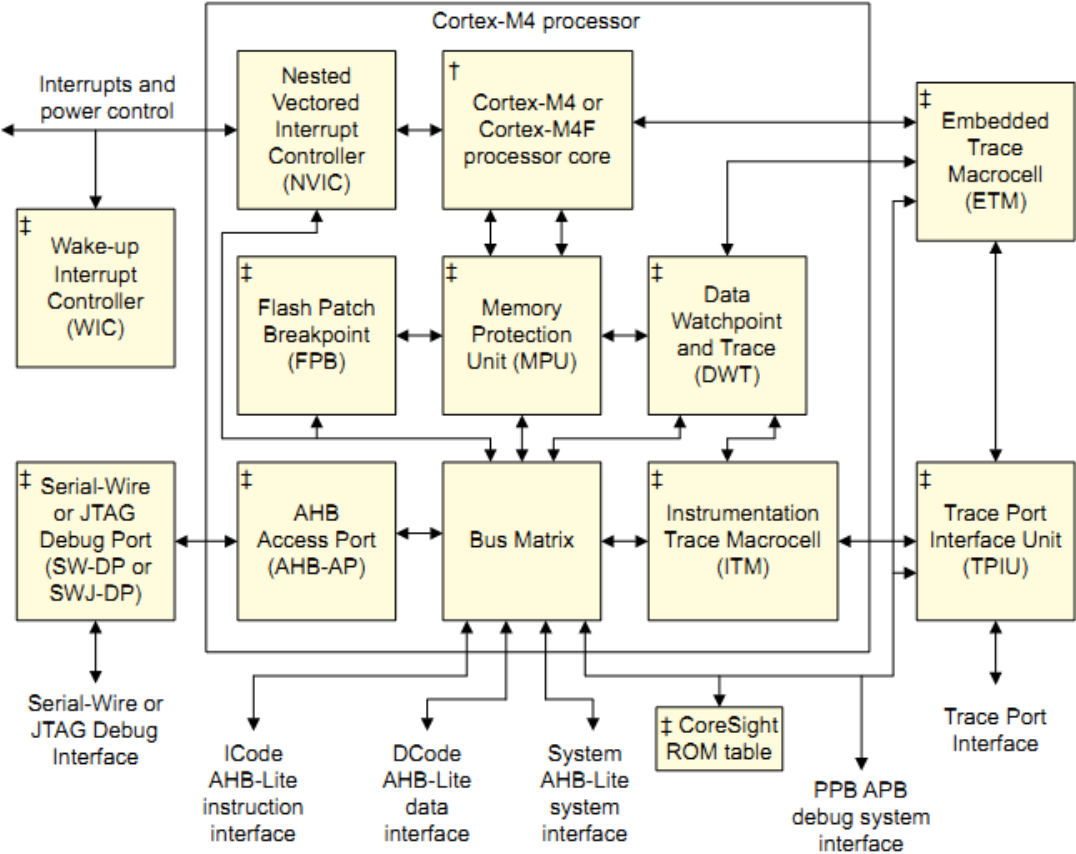 Cortex-M4 processor
Interrupts and
power control
Nested
Vectored
Interrupt
Controller
(NVIC)
†
Cortex-M4 or
Cortex-M4F
processor core
‡
Embedded
Trace
Macrocell
(ETM)
‡
Wake-up
Interrupt
Controller
(WIC)
‡
Flash Patch
Breakpoint
(FPB)
‡
Memory
Protection
Unit (MPU)
‡
Data
Watchpoint
and Trace
(DWT)
‡
Serial-Wire
or JTAG
Debug Port
(SW-DP or
SWJ-DP)
‡
AHB
Access Port
(AHB-AP)
Bus Matrix
‡
Instrumentation
Trace Macrocell
(ITM)
‡
Trace Port
Interface Unit
(TPIU)
Serial-Wire or
JTAG Debug
Interface
ICode
AHB-Lite
instruction
interface
DCode
AHB-Lite
data
interface
System
AHB-Lite
system
interface
‡ CoreSight
ROM table
PPB APB
debug system
interface
Trace Port
Interface